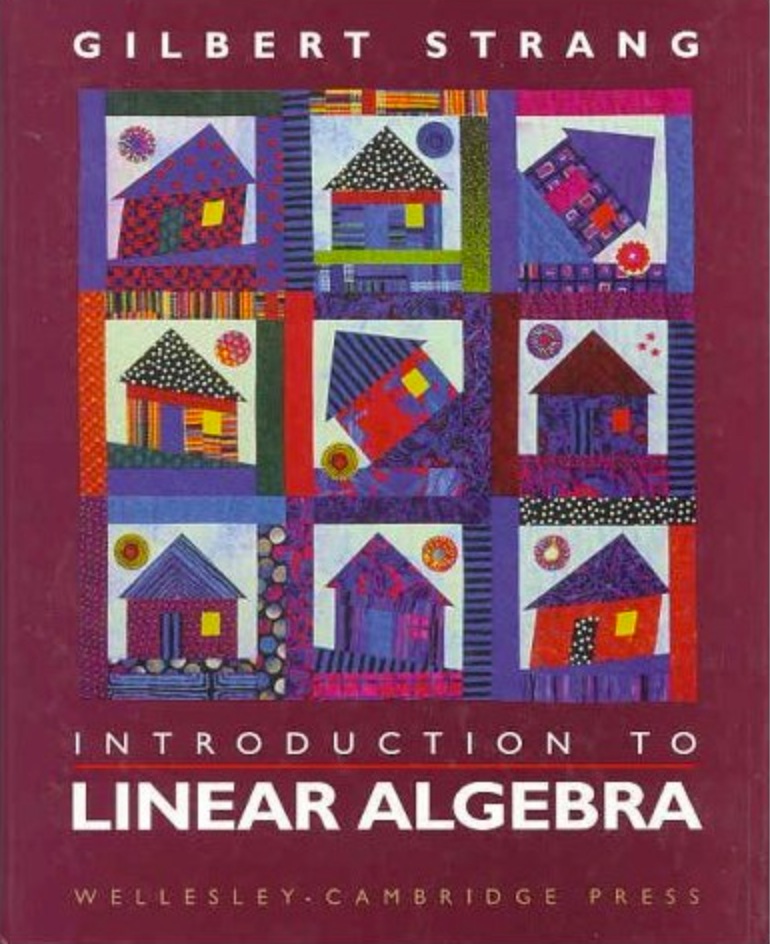 GILBERT STRANG
INTRODUCTION TO
LINEAR ALGEBRA
WELLESLEY-CAMBRIDGE PRESS